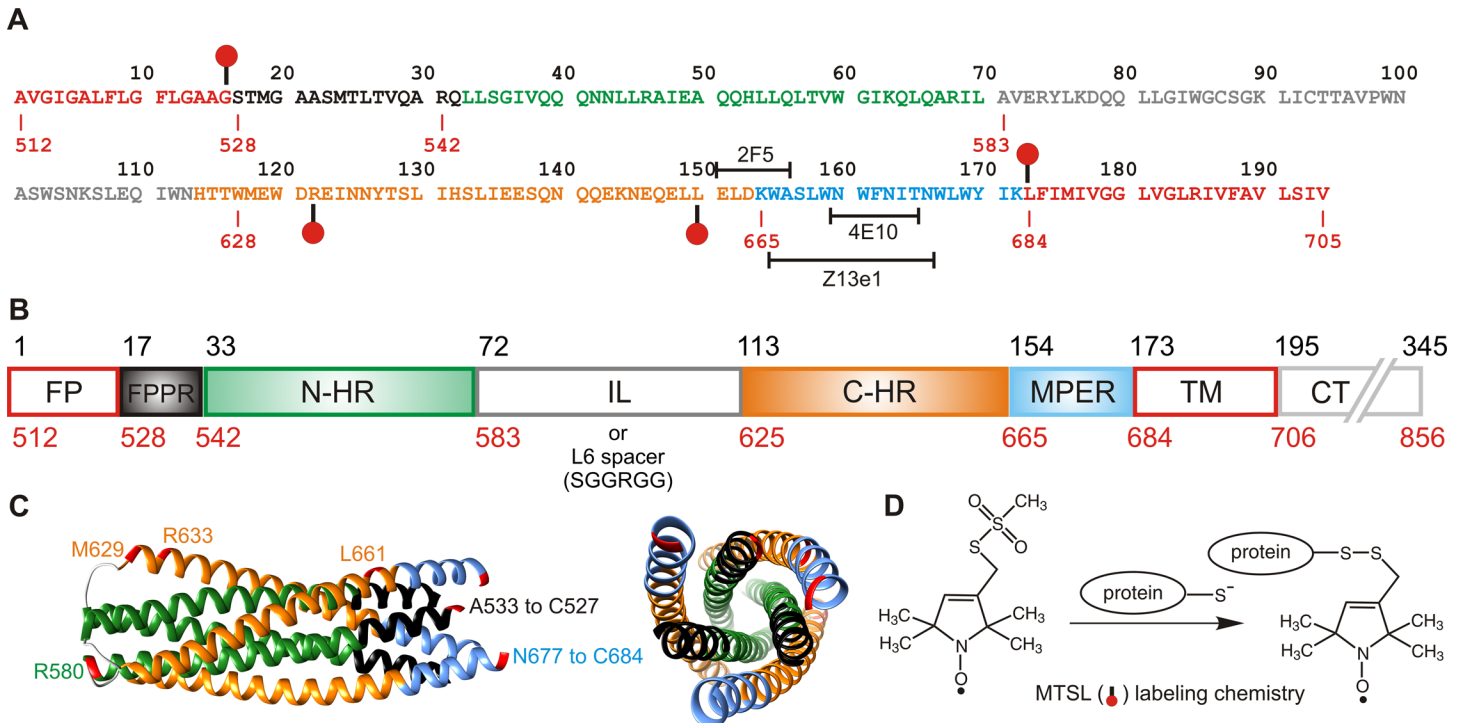 A
10 20 30 40 50 60 70 80 90 100
AVGIGALFLG FLGAAGSTMG AASMTLTVQA RQLLSGIVQQ QNNLLRAIEA QQHLLQLTVW GIKQLQARIL AVERYLKDQQ LLGIWGCSGK LICTTAVPWN
512 528 542 583
110 120 130 140 150 2F5 160 170 180 190
ASWSNKSLEQ IWNHTTWMEW DREINNYTSL IHSLIEESQN QQEKNEQELL ELDKWASLWN WFNITNWLWY IKLFIMIVGG LVGLRIVFAV LSIV
628 665 4E10 684 705
Z13e1
B
1 17 33 72 113 154 173 195 345
FP FPPR N-HR IL C-HR MPER TM CT
512 528 542 583 or 625 665 684 706 856
L6 spacer
(SGGRGG)
C
M629 R633 L661
A533 to C527
R580 N677 to C684
D
O CH3
S
S O
protein S S
protein S−
H3C CH3 H3C CH3
H3C N CH3 H3C N CH3
O• O•
MTSL ( ) labeling chemistry